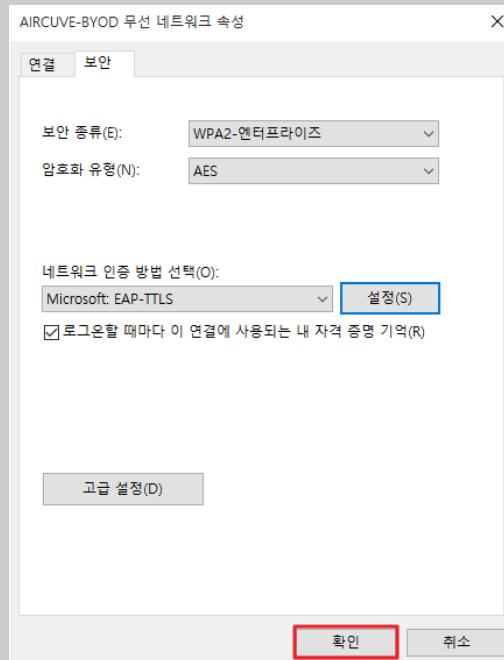 AIRCUVE-BYOD 무선 네트워크 속성
연결 보안
보안 종류(E): WPA2-엔터프라이즈
암호화 유형(N): AES
네트워크 인증 방법 선택(O):
Microsoft: EAP-TTLS 설정(S)
로그온할 때마다 이 연결에 사용되는 내 자격 증명 기억(R)
고급 설정(D)
확인 취소